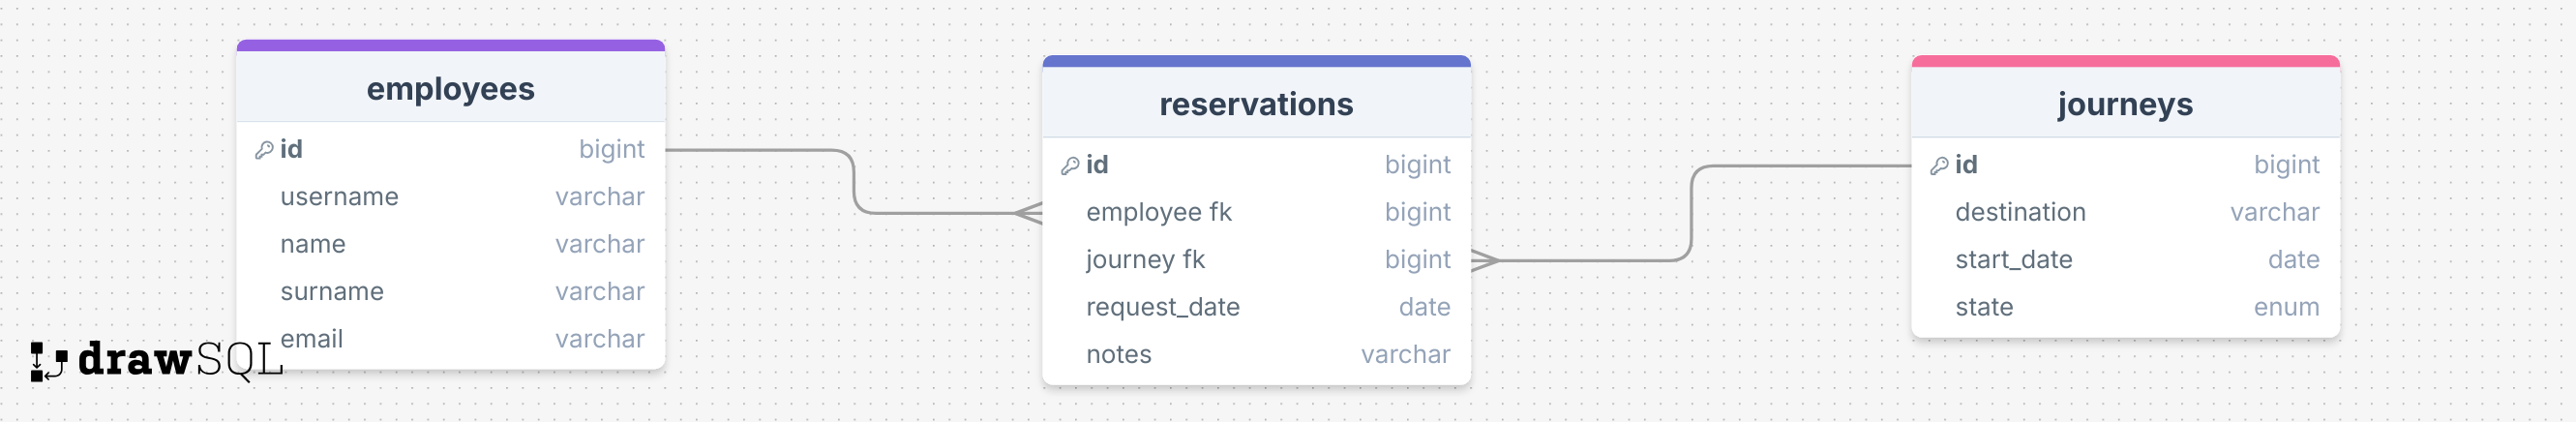 employees
id bigint
username varchar
name varchar
surname varchar
email varchar
reservations
id bigint
employee fk bigint
journey fk bigint
request_date date
notes varchar
journeys
id bigint
destination varchar
start_date date
state enum
drawSQL